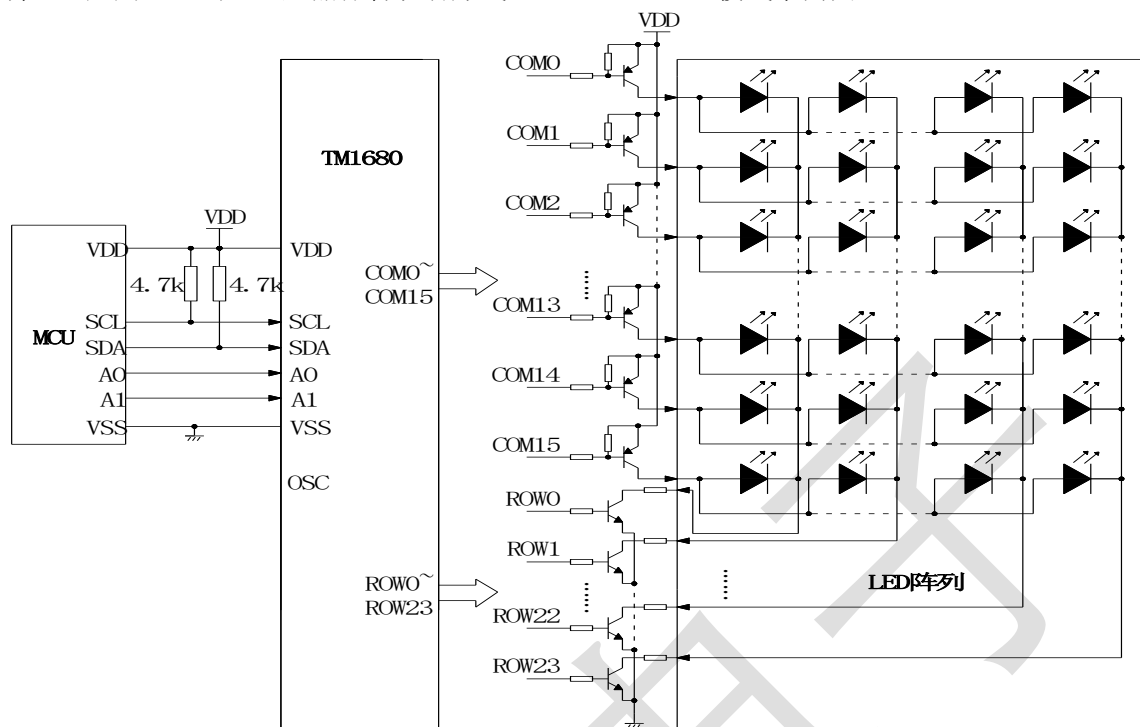 VDD
COM0
COM1
TM1680
COM2
VDD
VDD
VDD
4.7k
4.7k
COM0~
COM15
COM13
MCU
SCL
SCL
SDA
SDA
A0
A0
COM14
A1
A1
VSS
VSS
COM15
OSC
ROW0
ROW1
ROW0~
ROW23
LED阵列
ROW22
ROW23